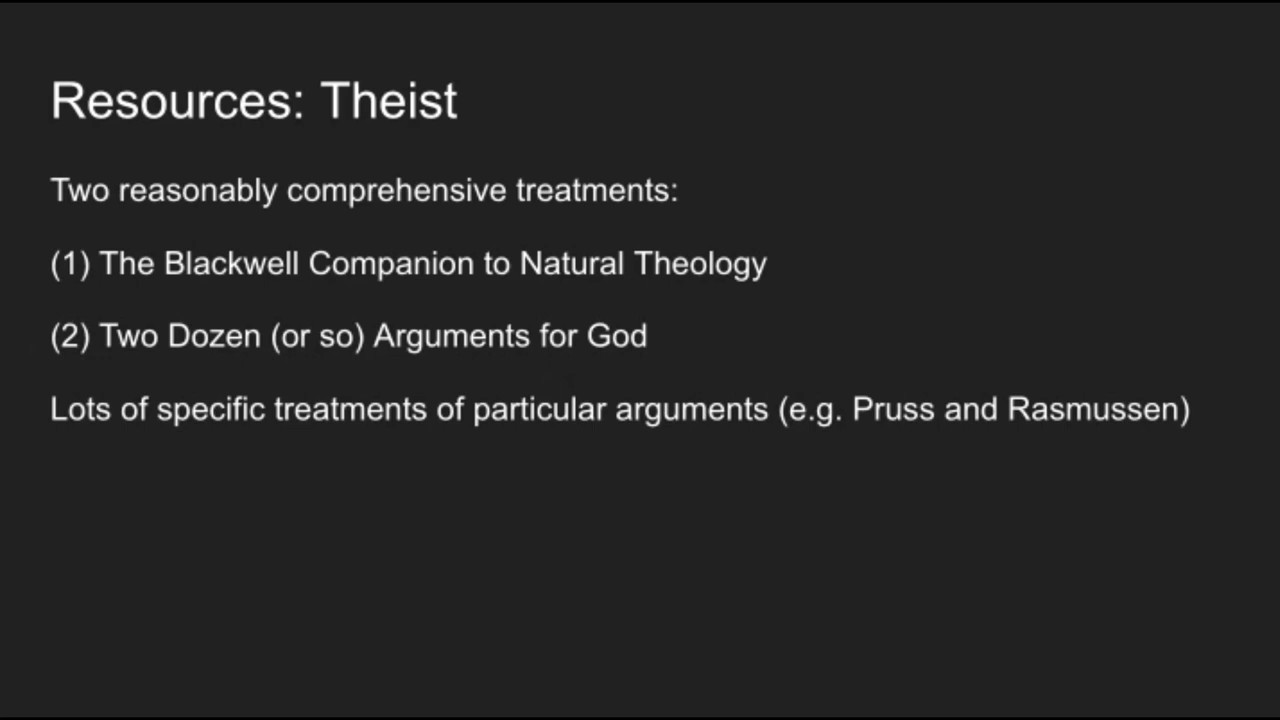 Resources: Theist
Two reasonably comprehensive treatments:
(1) The Blackwell Companion to Natural Theology
(2) Two Dozen (or so) Arguments for God
Lots of specific treatments of particular arguments (e.g. Pruss and Rasmussen)